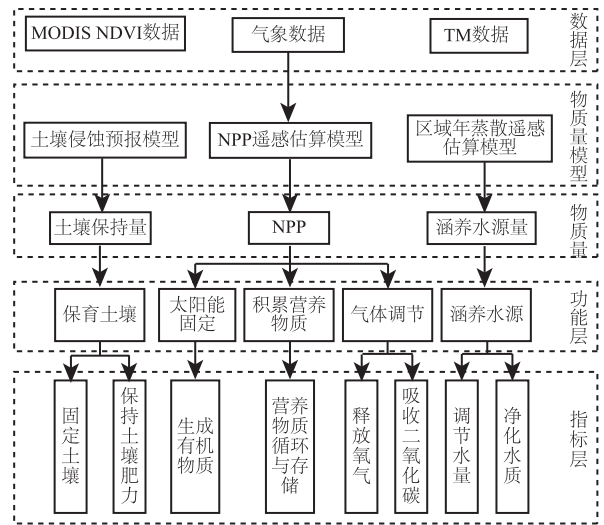 MODIS NDVI数据
气象数据
TM数据
数据层
土壤侵蚀预报模型
NPP遥感估算模型
区域年蒸散遥感
估算模型
物质量模型
土壤保持量
NPP
涵养水源量
物质量
保育土壤
太阳能
固定
积累营养
物质
气体调节
涵养水源
功能层
固定土壤
保持土壤肥力
生成
有机
物质
营养
物质
循环
与存
储
释放氧气
吸收二氧化碳
调节水量
净化水质
指标层